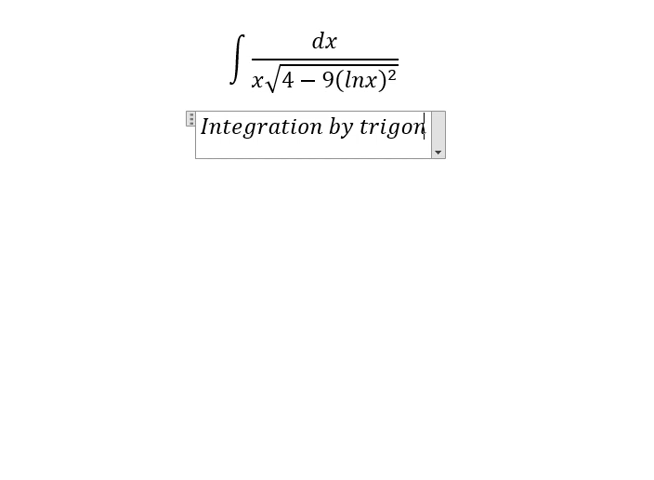 ∫ dx / (x√(4 − 9(lnx)²))
Integration by trigon